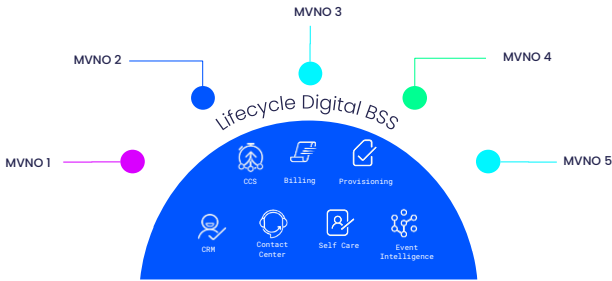 MVNO 3
MVNO 2
MVNO 4
Lifecycle Digital BSS
MVNO 1
MVNO 5
CCS
Billing
Provisioning
CRM
Contact
Center
Self Care
Event
Intelligence